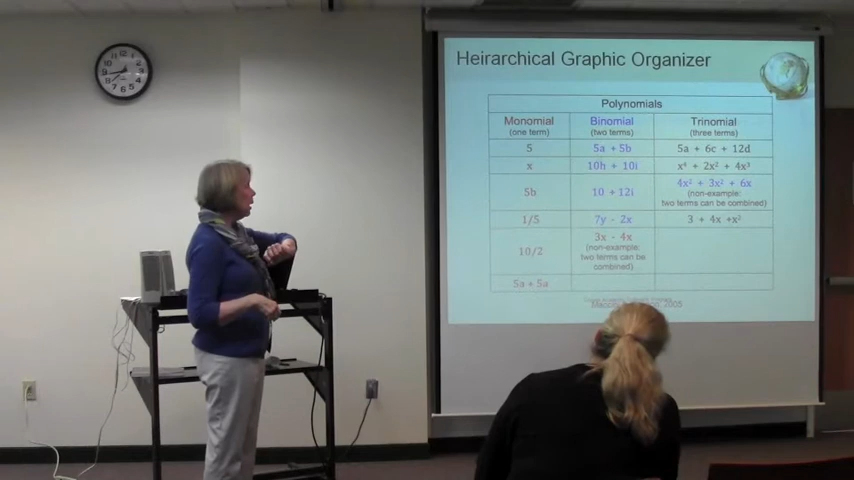 Heirarchical Graphic Organizer
Polynomials
Monomial Binomial Trinomial
(one term) (two terms) (three terms)
5 5a + 5b 5a + 6c + 12d
x 10h + 10i x⁴ + 2x² + 4x³
5b 10 + 12i 4x² + 3x² + 6x
(non-example:
two terms can be combined)
1/5 7y - 2x 3 + 4x +x²
10/2 3x - 4x
(non-example:
two terms can be
combined)
5a + 5a
2005